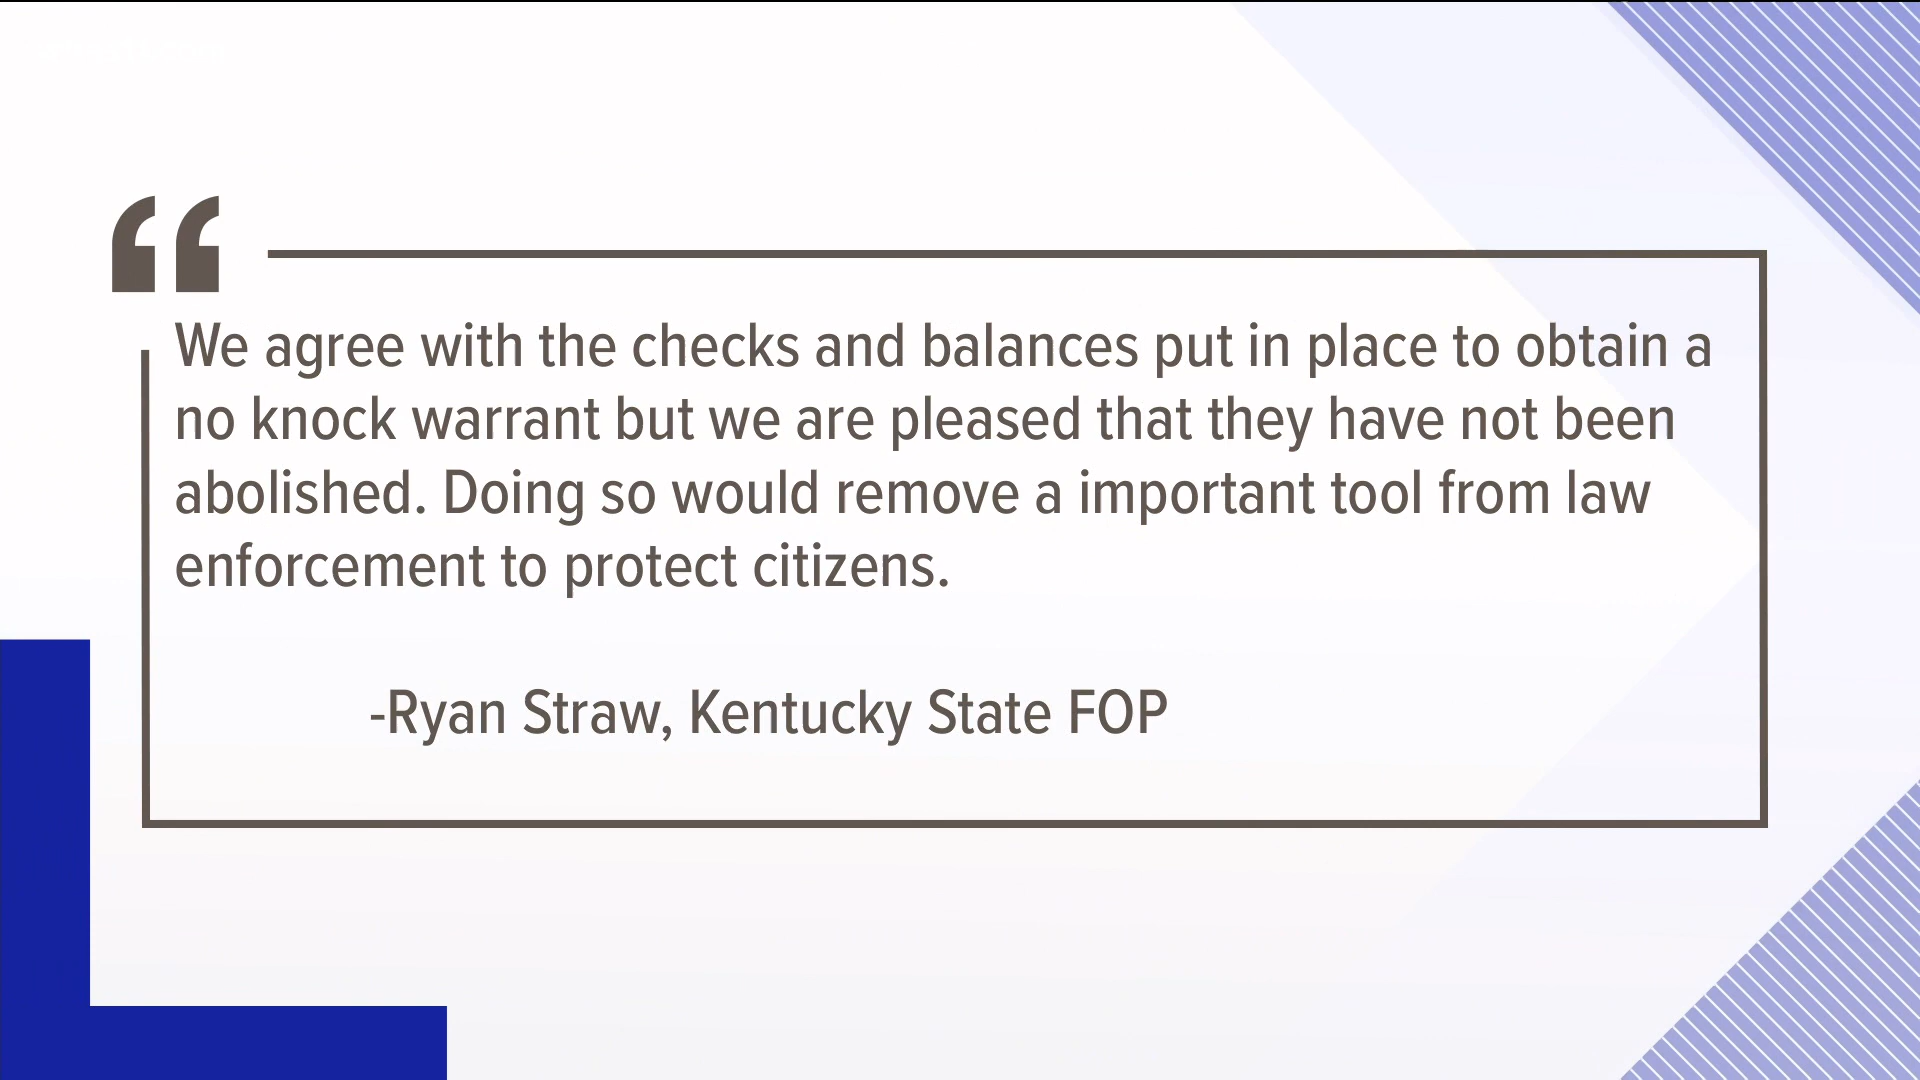 “
We agree with the checks and balances put in place to obtain a
no knock warrant but we are pleased that they have not been
abolished. Doing so would remove a important tool from law
enforcement to protect citizens.
-Ryan Straw, Kentucky State FOP